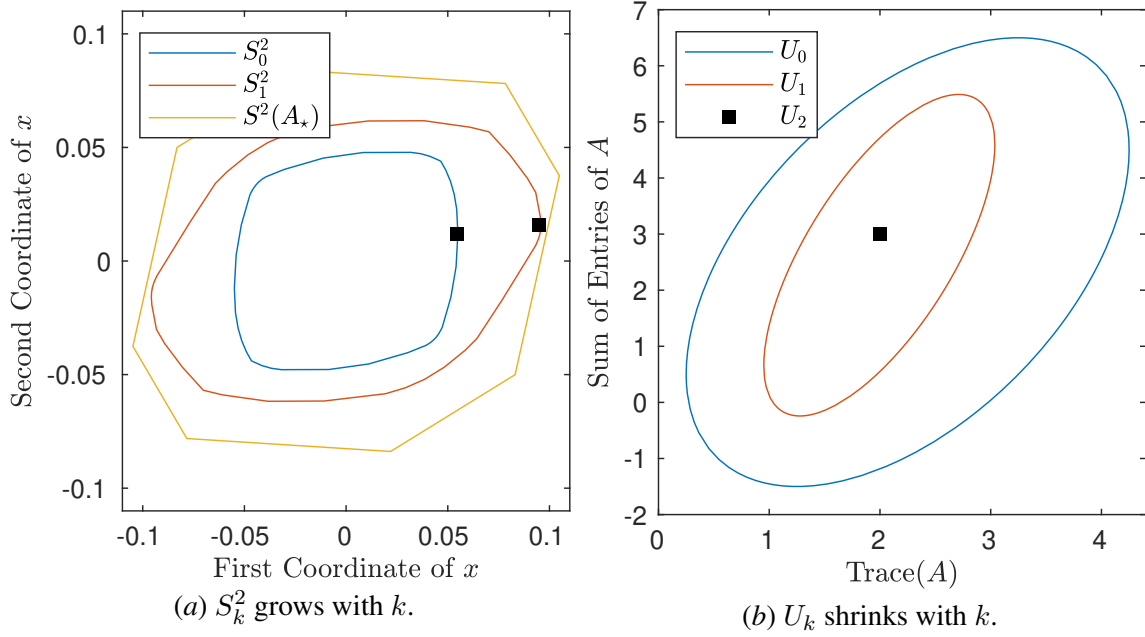 0.1
0.05
0
-0.05
-0.1
Second Coordinate of x
S_0^2
S_1^2
S^2(A_⋆)
-0.1
-0.05
0
0.05
0.1
First Coordinate of x
(a) S_k^2 grows with k.
7
6
5
4
3
2
1
0
-1
-2
Sum of Entries of A
U_0
U_1
U_2
0
1
2
3
4
Trace(A)
(b) U_k shrinks with k.